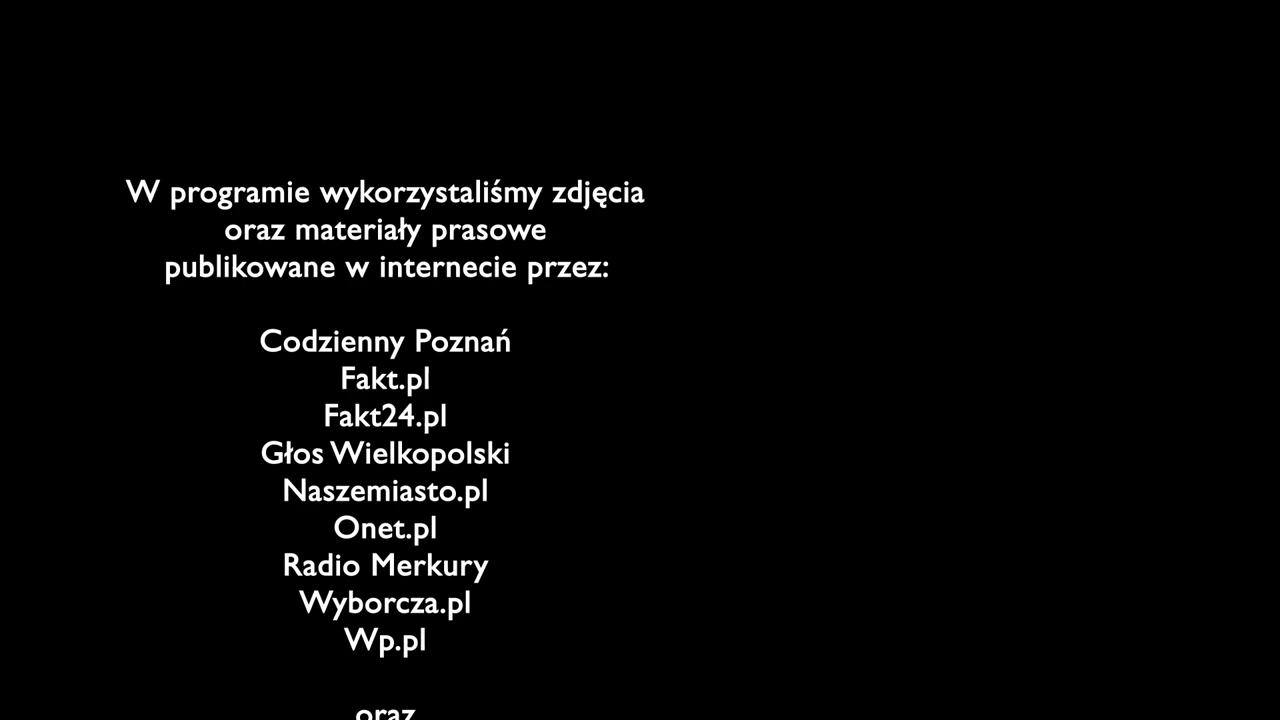 W programie wykorzystaliśmy zdjęcia
oraz materiały prasowe
publikowane w internecie przez:
Codzienny Poznań
Fakt.pl
Fakt24.pl
Głos Wielkopolski
Naszemiasto.pl
Onet.pl
Radio Merkury
Wyborcza.pl
Wp.pl
oraz